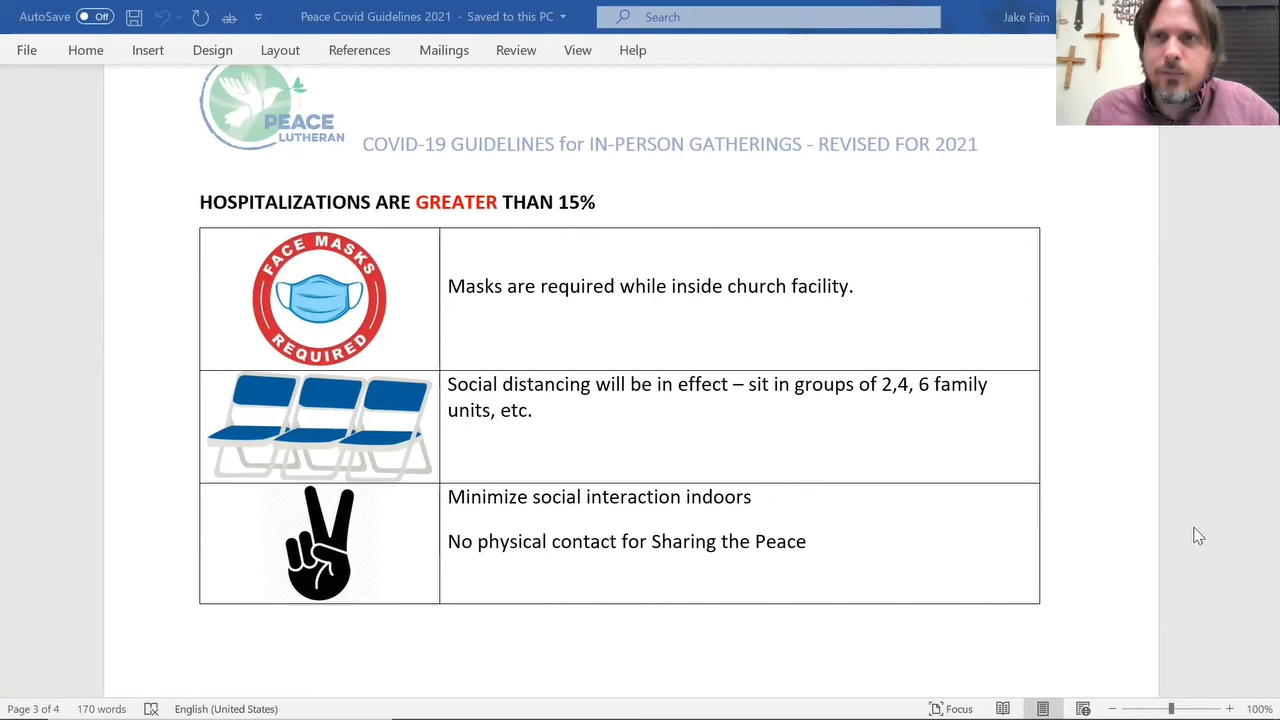 AutoSave Off Peace Covid Guidelines 2021 - Saved to this PC Search Jake Fain
File Home Insert Design Layout References Mailings Review View Help
PEACE
LUTHERAN
COVID-19 GUIDELINES for IN-PERSON GATHERINGS - REVISED FOR 2021
HOSPITALIZATIONS ARE GREATER THAN 15%
FACE MASKS
REQUIRED
Masks are required while inside church facility.
Social distancing will be in effect – sit in groups of 2,4, 6 family
units, etc.
Minimize social interaction indoors
No physical contact for Sharing the Peace
Page 3 of 4 170 words English (United States) Focus 100%